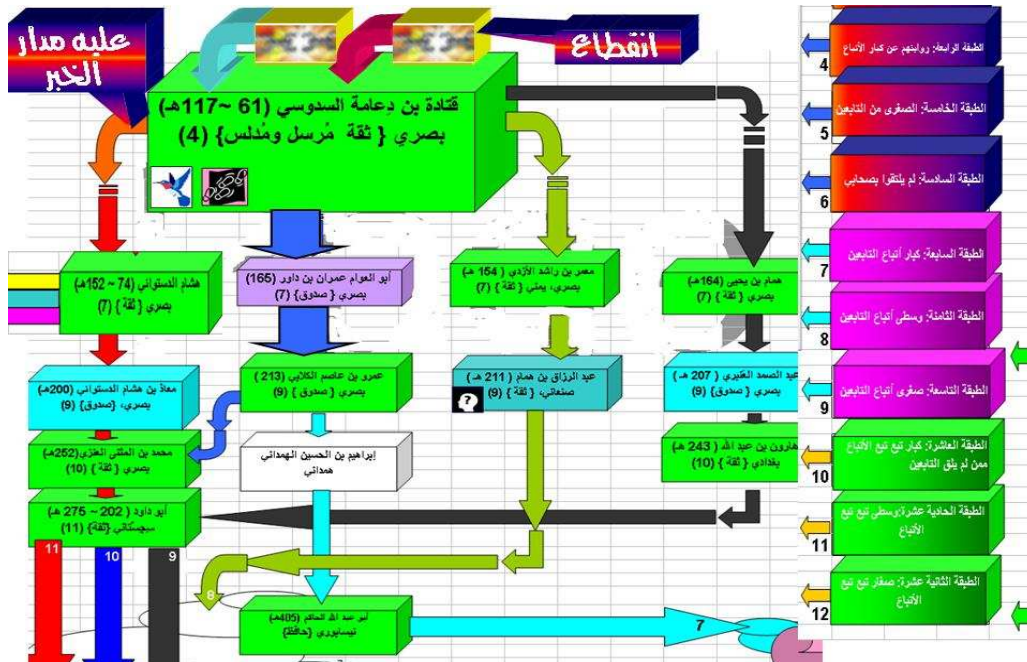 عليه مدار
الخبر
انقطاع
قتادة بن دِعامة السدوسي (61 ~117هـ)
بصري { ثقة مُرسل ومُدلس} (4)
هشام الدستوائي (74 ~152هـ)
بصري { ثقة } (7)
أبو العوام عمران بن داور (165)
بصري { صدوق} (7)
معمر بن راشد الأزدي ( 154 هـ)
بصري، يمني { ثقة } (7)
همام بن يحيى (164هـ)
بصري { ثقة } (7)
معاذ بن هشام الدستوائي (200هـ)
بصري، {صدوق} (9)
عمرو بن عاصم الكلابي ( 213)
بصري { صدوق } (9)
عبد الرزاق بن همام ( 211 هـ )
صنعاني، { ثقة } (9)
عبد الصمد العنبري ( 207 هـ)
بصري {صدوق} (9)
محمد بن المثنى العنزي(252هـ)
بصري { ثقة } (10)
إبراهيم بن الحسين الهمداني
همداني
هارون بن عبد الله ( 243 هـ)
بغدادي { ثقة } (10)
أبو داود ( 202 ~ 275 هـ)
سجستاني {ثقة} (11)
11
10
9
8
أبو عبد الله الحاكم (405هـ)
نيسابوري {حافظ}
7
الطبقة الرابعة: روايتهم عن كبار الأتباع
4
الطبقة الخامسة: الصغرى من التابعين
5
الطبقة السادسة: لم يلتقوا بصحابي
6
الطبقة السابعة: كبار أتباع التابعين
7
الطبقة الثامنة: وسطى أتباع التابعين
8
الطبقة التاسعة: صغرى أتباع التابعين
9
الطبقة العاشرة: كبار تبع تبع الأتباع
ممن لم يلق التابعين
10
الطبقة الحادية عشرة:وسطى تبع تبع
الأتباع
11
الطبقة الثانية عشرة: صغار تبع تبع
الأتباع
12